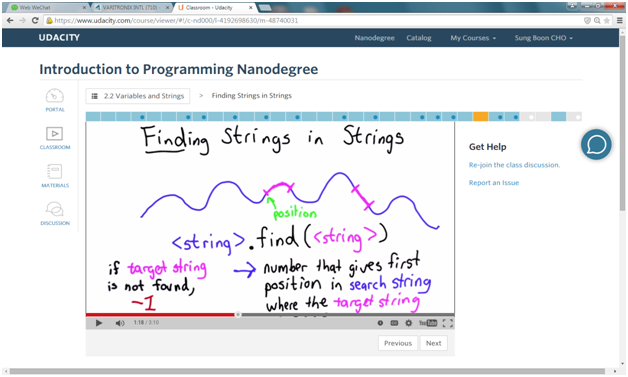 Web WeChat
VARITRONIX INTL (710) -
Classroom - Udacity
https://www.udacity.com/course/viewer#!/c-nd000/l-4192698630/m-48740031
UDACITY
Nanodegree
Catalog
My Courses
Sung Boon CHO
Introduction to Programming Nanodegree
PORTAL
CLASSROOM
MATERIALS
DISCUSSION
2.2 Variables and Strings > Finding Strings in Strings
Finding Strings in Strings
position
<string>.find(<string>)
if target string
is not found,
-1
→ number that gives first
position in search string
where the target string
1:18 / 3:10
YouTube
Previous
Next
Get Help
Re-join the class discussion.
Report an Issue